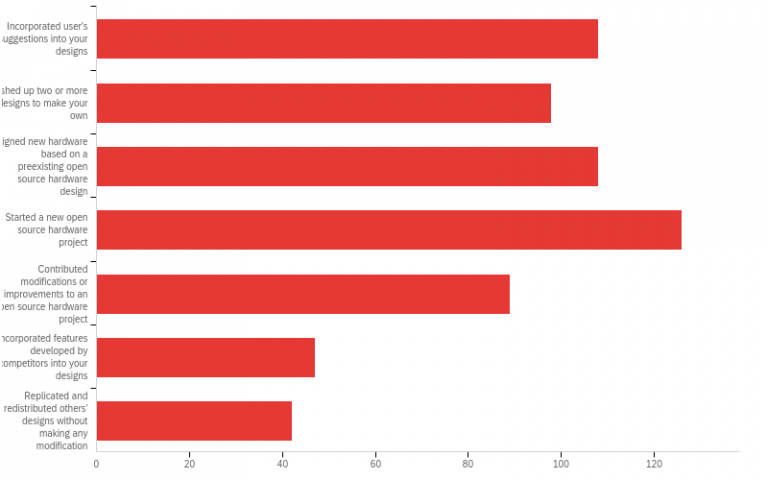 Incorporated user's
uggestions into your
designs
shed up two or more
esigns to make your
own
igned new hardware
based on a
preexisting open
source hardware
design
Started a new open
source hardware
project
Contributed
modifications or
improvements to an
en source hardware
project
ncorporated features
developed by
ompetitors into your
designs
Replicated and
redistributed others'
designs without
making any
modification
0 20 40 60 80 100 120